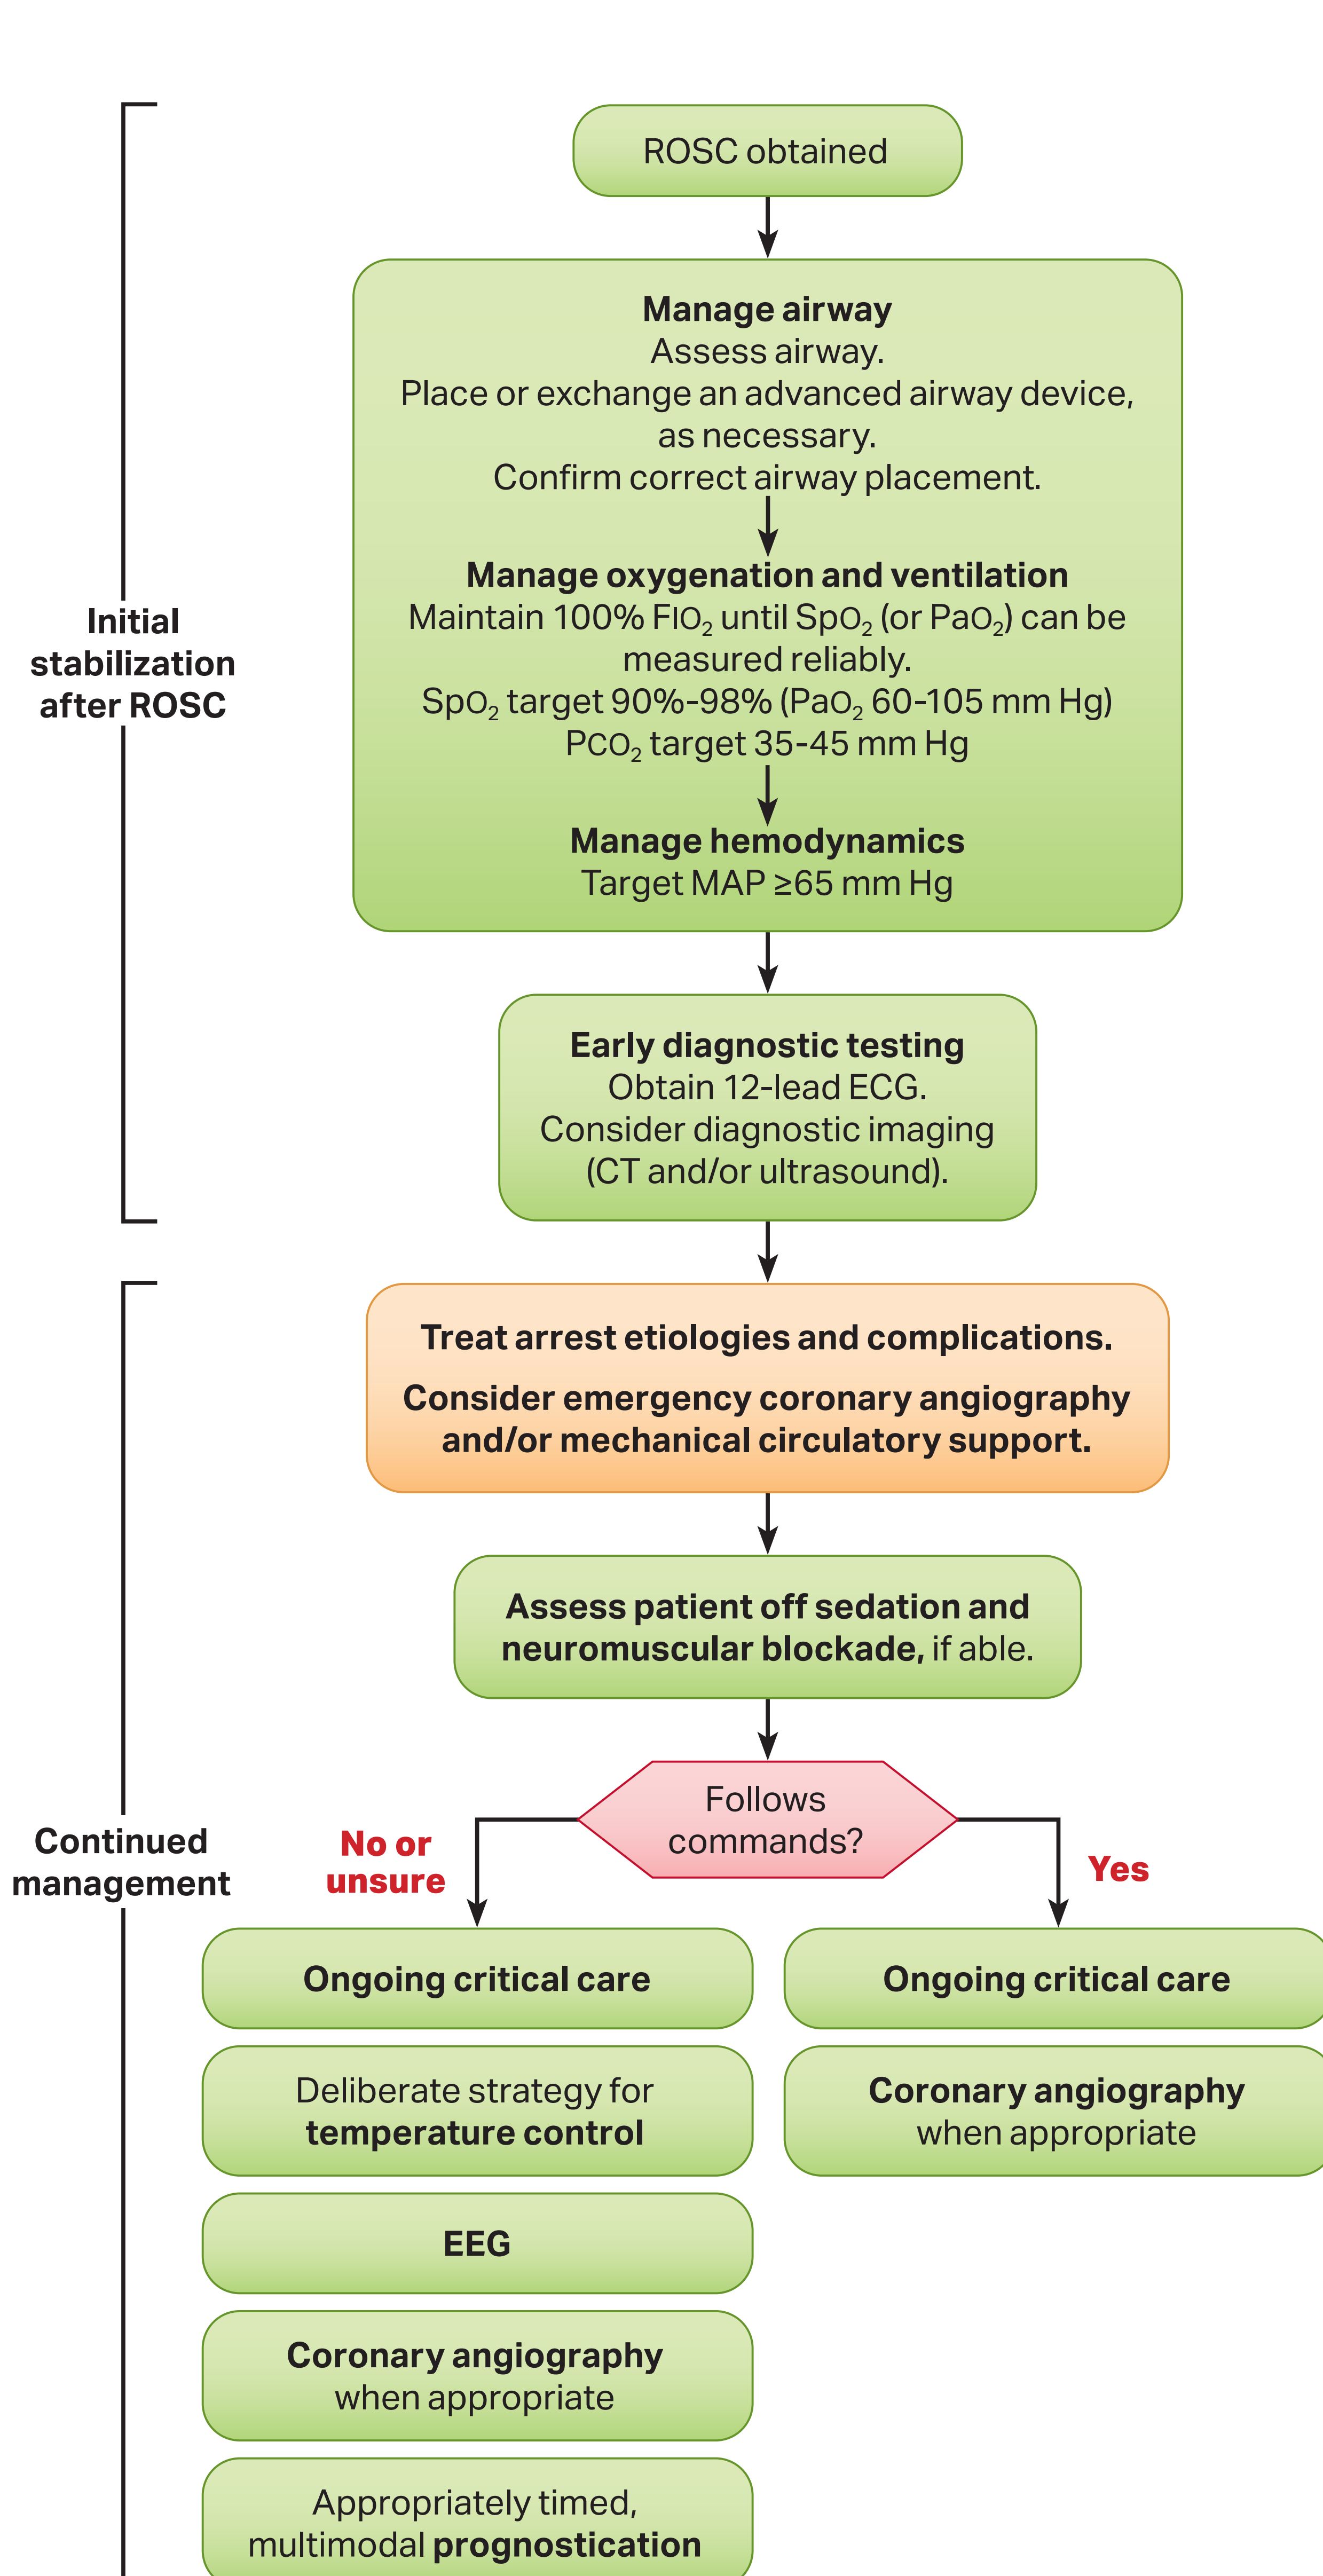 ROSC obtained
Manage airway
Assess airway.
Place or exchange an advanced airway device,
as necessary.
Confirm correct airway placement.
Manage oxygenation and ventilation
Maintain 100% FIO₂ until SpO₂ (or PaO₂) can be
measured reliably.
SpO₂ target 90%-98% (PaO₂ 60-105 mm Hg)
PCO₂ target 35-45 mm Hg
Manage hemodynamics
Target MAP ≥65 mm Hg
Initial
stabilization
after ROSC
Early diagnostic testing
Obtain 12-lead ECG.
Consider diagnostic imaging
(CT and/or ultrasound).
Treat arrest etiologies and complications.
Consider emergency coronary angiography
and/or mechanical circulatory support.
Assess patient off sedation and
neuromuscular blockade, if able.
Follows
commands?
Continued
management
No or
unsure
Yes
Ongoing critical care
Deliberate strategy for
temperature control
EEG
Coronary angiography
when appropriate
Appropriately timed,
multimodal prognostication
Ongoing critical care
Coronary angiography
when appropriate